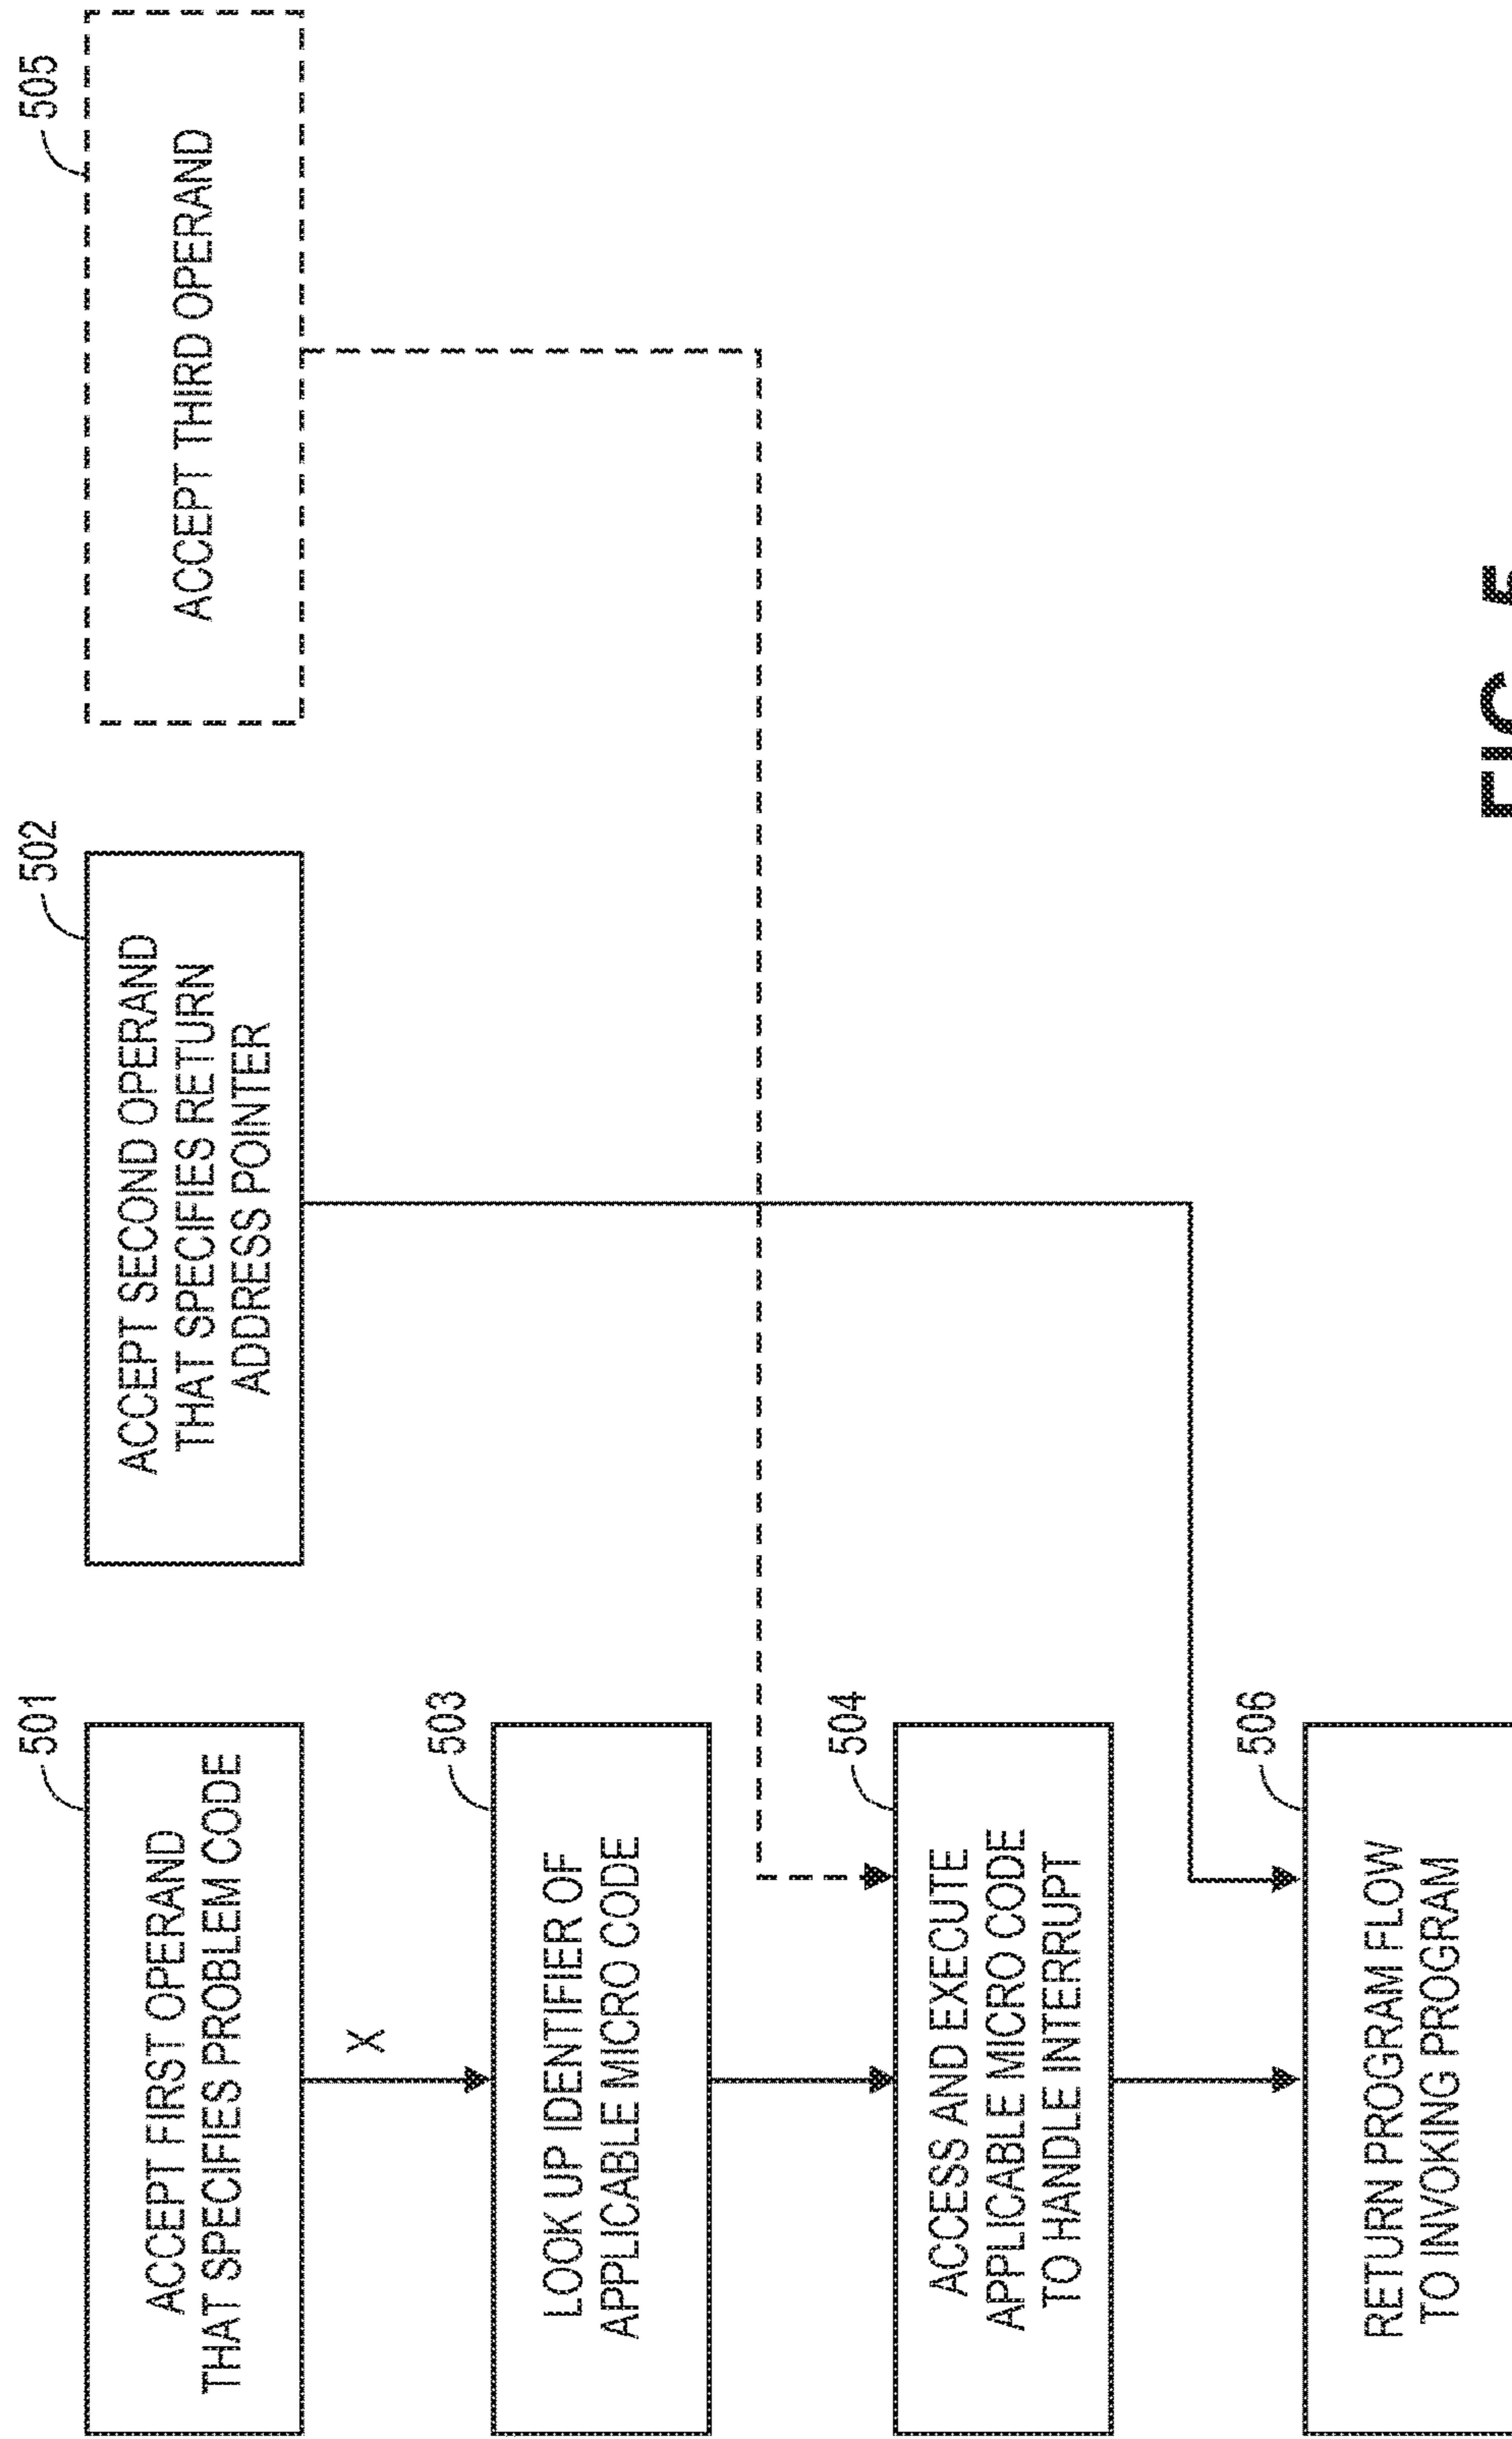 501
ACCEPT FIRST OPERAND
THAT SPECIFIES PROBLEM CODE
502
ACCEPT SECOND OPERAND
THAT SPECIFIES RETURN
ADDRESS POINTER
505
ACCEPT THIRD OPERAND
X
503
LOOK UP IDENTIFIER OF
APPLICABLE MICRO CODE
504
ACCESS AND EXECUTE
APPLICABLE MICRO CODE
TO HANDLE INTERRUPT
506
RETURN PROGRAM FLOW
TO INVOKING PROGRAM